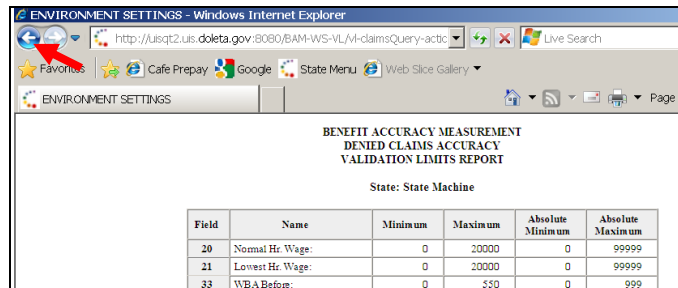 ENVIRONMENT SETTINGS - Windows Internet Explorer
http://uisqt2.uis.doleta.gov:8080/BAM-WS-VL/vl-claimsQuery-actic Live Search
Favorites Cafe Prepay Google State Menu Web Slice Gallery
ENVIRONMENT SETTINGS Page
BENEFIT ACCURACY MEASUREMENT
DENIED CLAIMS ACCURACY
VALIDATION LIMITS REPORT
State: State Machine
Field Name Minimum Maximum Absolute Minimum Absolute Maximum
20 Normal Hr. Wage: 0 20000 0 99999
21 Lowest Hr. Wage: 0 20000 0 99999
33 WBA Before: 0 550 0 999